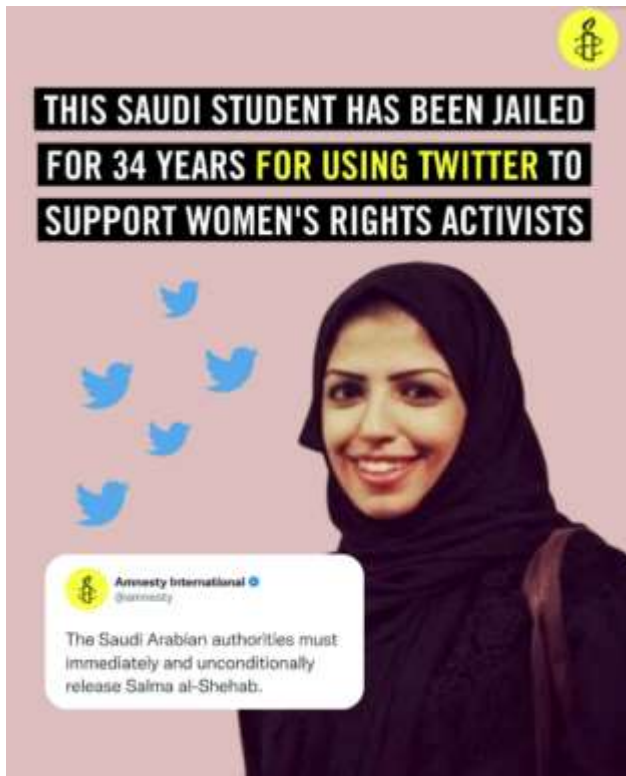 THIS SAUDI STUDENT HAS BEEN JAILED
FOR 34 YEARS FOR USING TWITTER TO
SUPPORT WOMEN'S RIGHTS ACTIVISTS
Amnesty International
@amnesty
The Saudi Arabian authorities must
immediately and unconditionally
release Salma al-Shehab.